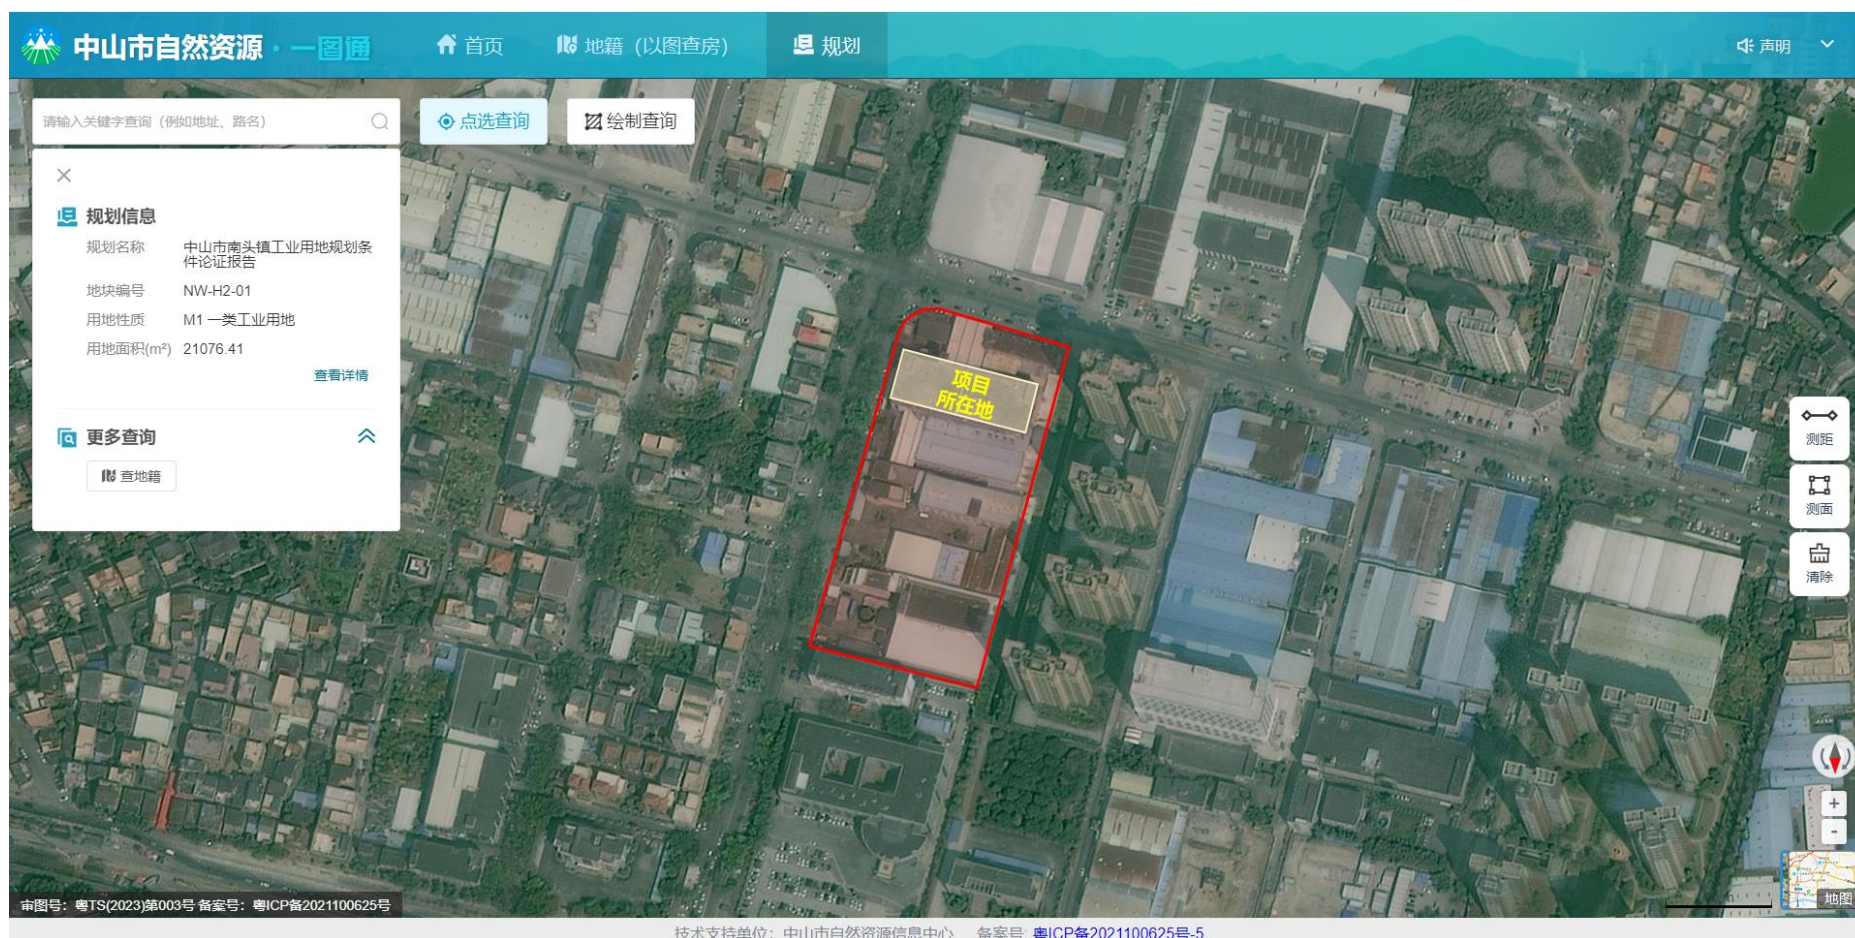 中山市自然资源·一图通
首页
地籍（以图查房）
规划
声明
请输入关键字查询（例如地址、路名）
点选查询
绘制查询
规划信息
规划名称 中山市南头镇工业用地规划条
件论证报告
地块编号 NW-H2-01
用地性质 M1 一类工业用地
用地面积(m²) 21076.41
查看详情
更多查询
查地籍
项目
所在地
测距
测面
清除
+
-
地图
审图号：粤TS(2023)第003号 备案号：粤ICP备2021100625号
技术支持单位：中山市自然资源信息中心 备案号: 粤ICP备2021100625号-5